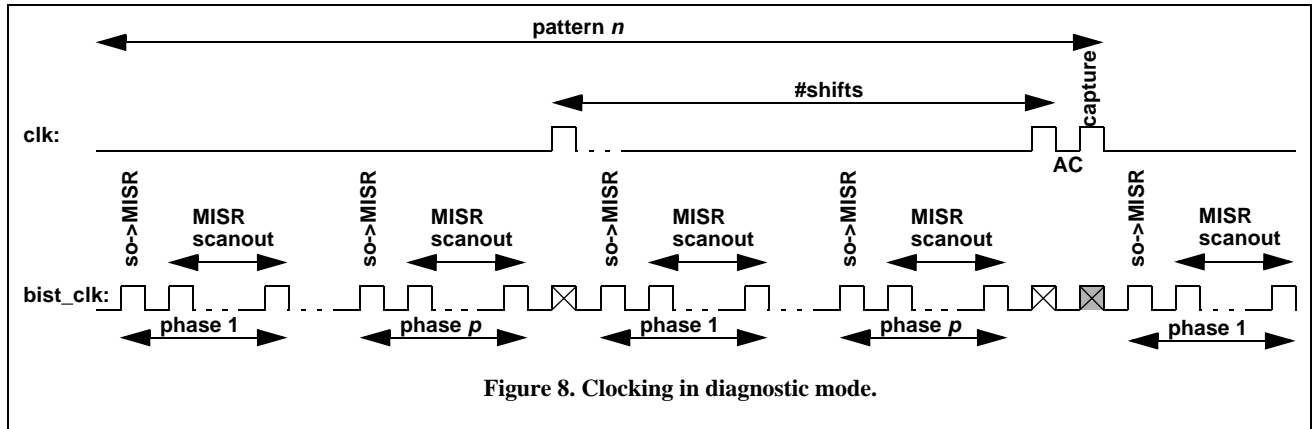 pattern n
#shifts
capture
clk:
AC
so->MISR
MISR
scanout
so->MISR
MISR
scanout
so->MISR
MISR
scanout
so->MISR
MISR
scanout
so->MISR
MISR
scanout
bist_clk:
phase 1
phase p
phase 1
phase p
phase 1
Figure 8. Clocking in diagnostic mode.